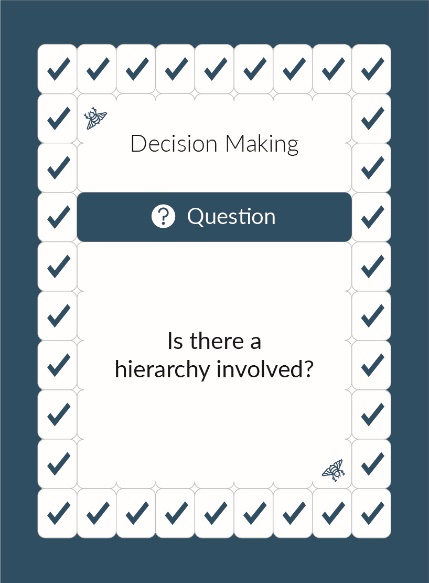 Decision Making
? Question
Is there a
hierarchy involved?